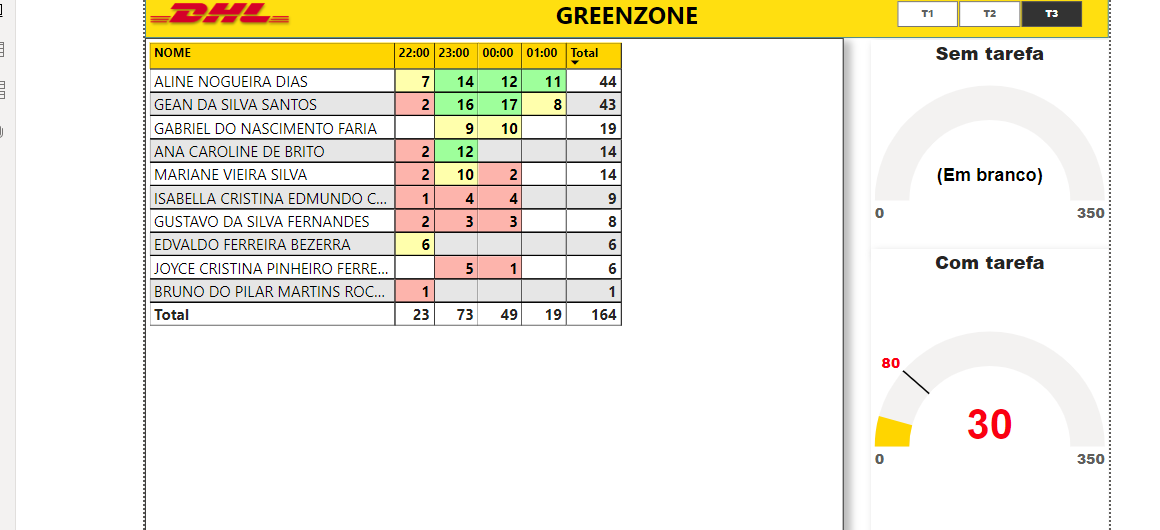 DHL GREENZONE T1 T2 T3
NOME 22:00 23:00 00:00 01:00 Total
ALINE NOGUEIRA DIAS 7 14 12 11 44
GEAN DA SILVA SANTOS 2 16 17 8 43
GABRIEL DO NASCIMENTO FARIA 9 10 19
ANA CAROLINE DE BRITO 2 12 14
MARIANE VIEIRA SILVA 2 10 2 14
ISABELLA CRISTINA EDMUNDO C... 1 4 4 9
GUSTAVO DA SILVA FERNANDES 2 3 3 8
EDVALDO FERREIRA BEZERRA 6 6
JOYCE CRISTINA PINHEIRO FERRE... 5 1 6
BRUNO DO PILAR MARTINS ROC... 1 1
Total 23 73 49 19 164
Sem tarefa
(Em branco)
0 350
Com tarefa
80
30
0 350